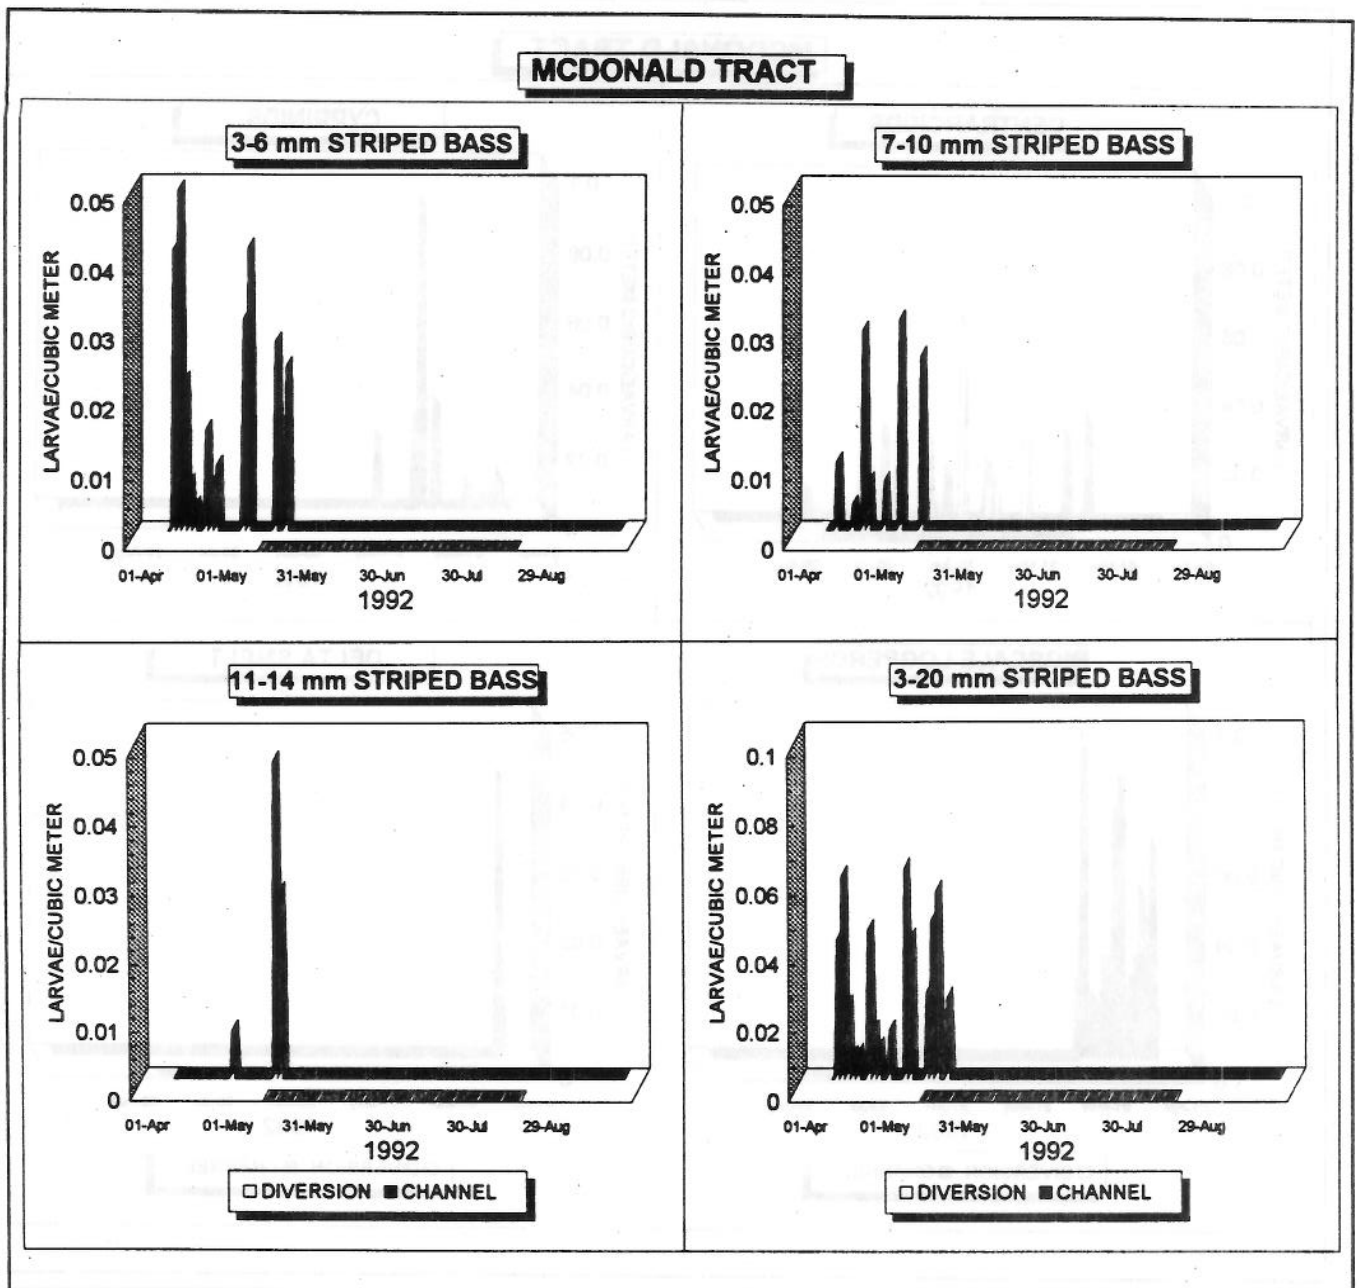 MCDONALD TRACT
3-6 mm STRIPED BASS
LARVAE/CUBIC METER
0.05
0.04
0.03
0.02
0.01
0
01-Apr 01-May 31-May 30-Jun 30-Jul 29-Aug
1992
7-10 mm STRIPED BASS
LARVAE/CUBIC METER
0.05
0.04
0.03
0.02
0.01
0
01-Apr 01-May 31-May 30-Jun 30-Jul 29-Aug
1992
11-14 mm STRIPED BASS
LARVAE/CUBIC METER
0.05
0.04
0.03
0.02
0.01
0
01-Apr 01-May 31-May 30-Jun 30-Jul 29-Aug
1992
DIVERSION CHANNEL
3-20 mm STRIPED BASS
LARVAE/CUBIC METER
0.1
0.08
0.06
0.04
0.02
0
01-Apr 01-May 31-May 30-Jun 30-Jul 29-Aug
1992
DIVERSION CHANNEL